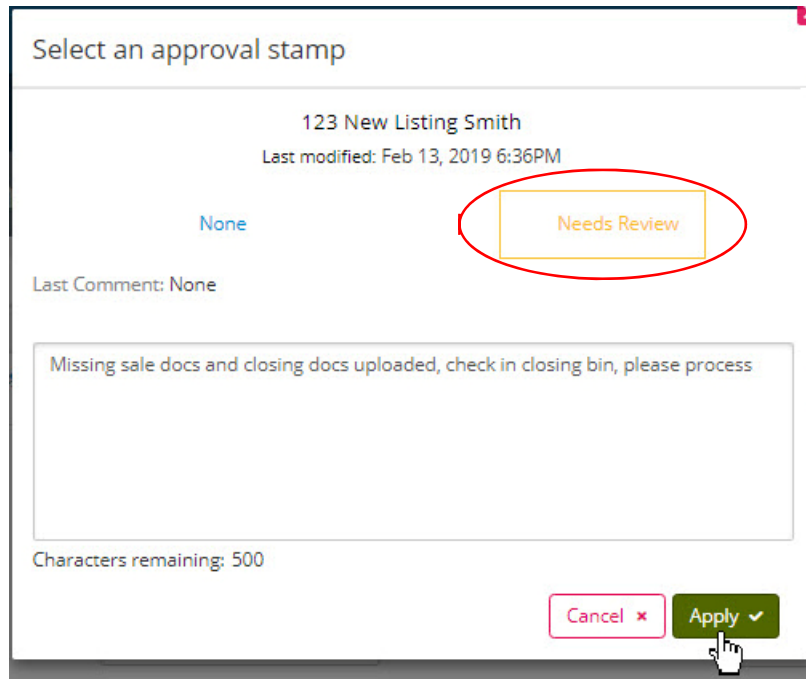 Select an approval stamp
123 New Listing Smith
Last modified: Feb 13, 2019 6:36PM
None Needs Review
Last Comment: None
Missing sale docs and closing docs uploaded, check in closing bin, please process
Characters remaining: 500
Cancel × Apply ✓